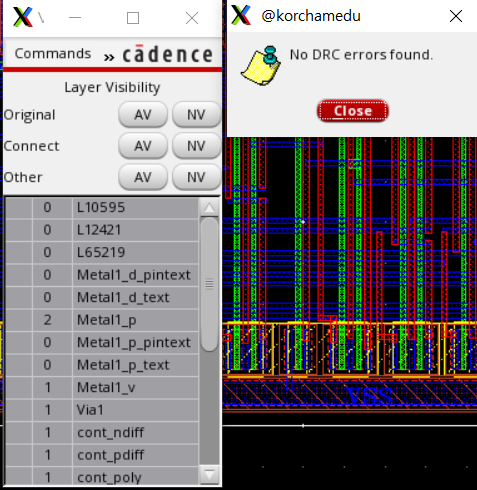 \
@korchamedu
Commands » cādence
No DRC errors found.
Close
Layer Visibility
Original AV NV
Connect AV NV
Other AV NV
0 L10595
0 L12421
0 L65219
0 Metal1_d_pintext
0 Metal1_d_text
2 Metal1_p
0 Metal1_p_pintext
0 Metal1_p_text
1 Metal1_v
1 Via1
1 cont_ndiff
1 cont_pdiff
1 cont_poly